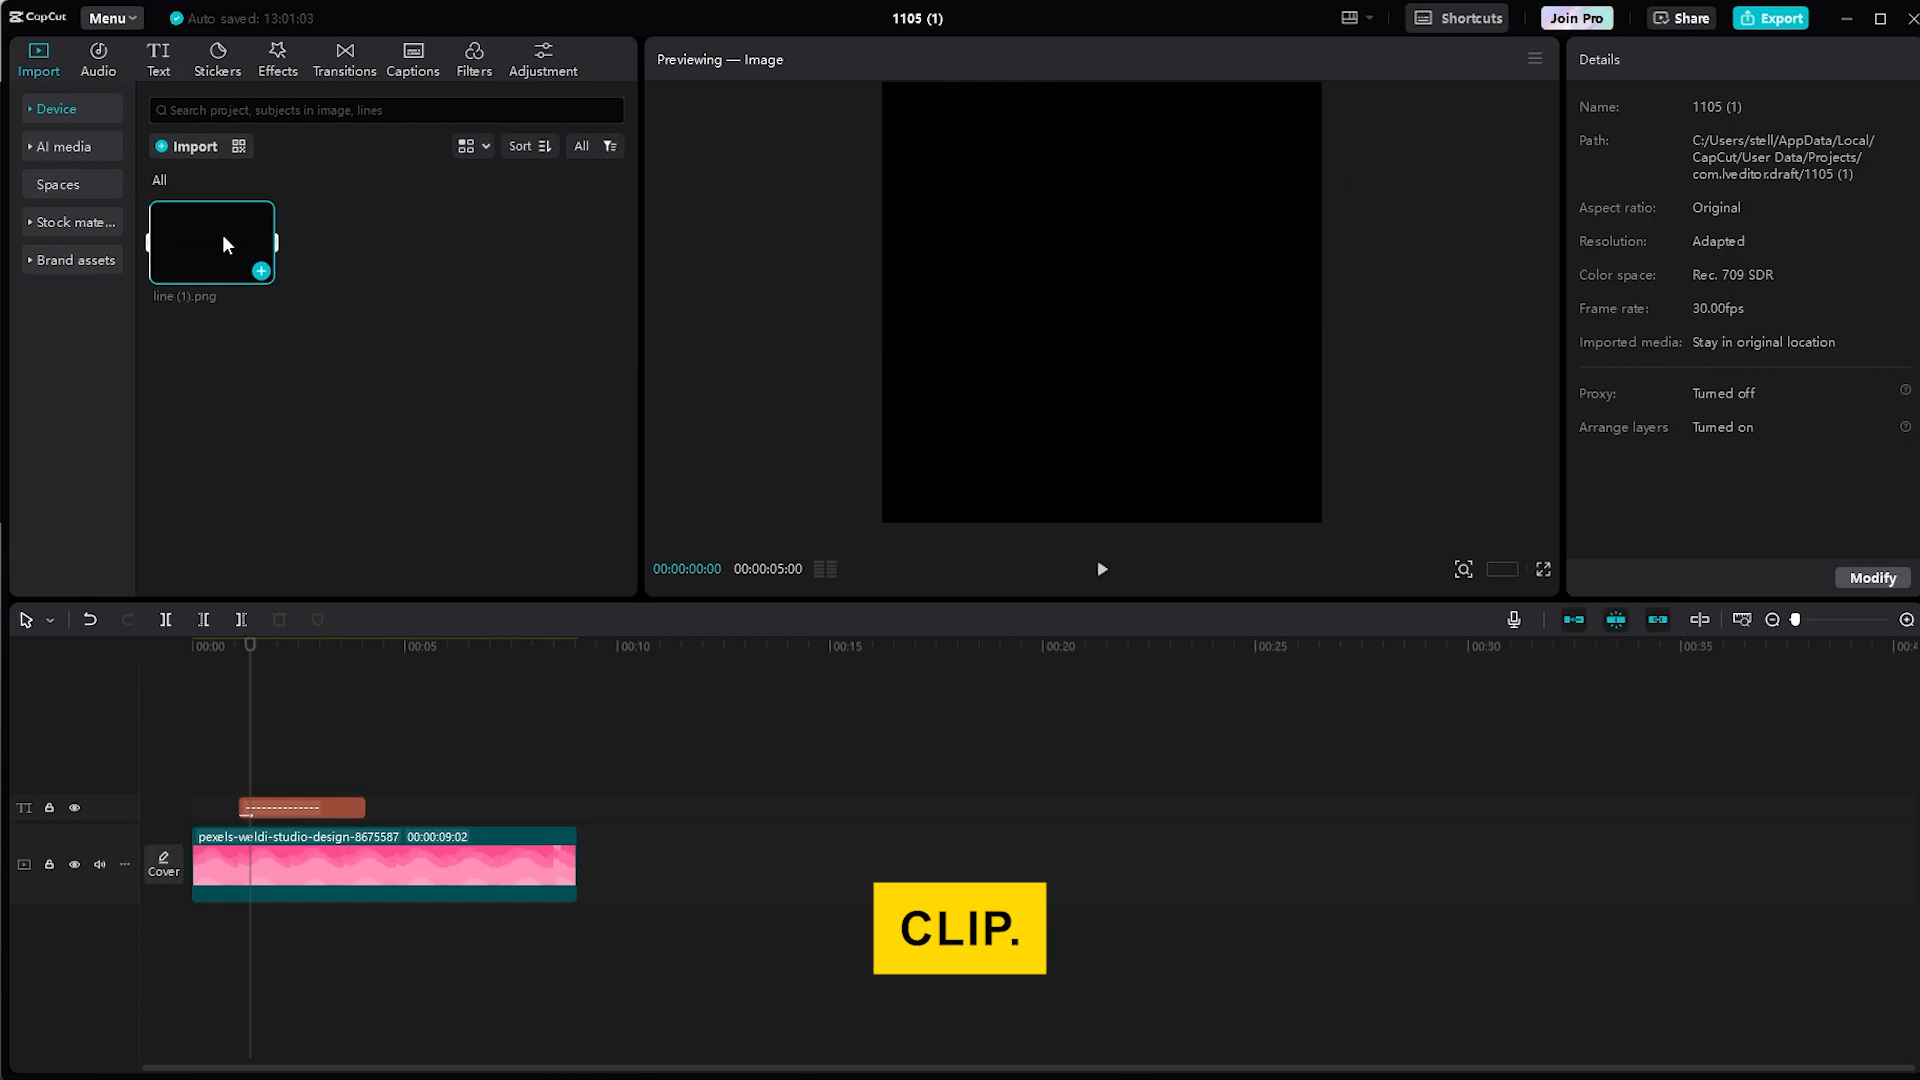 CapCut
Menu
Auto saved: 13:01:03
1105 (1)
Shortcuts
Join Pro
Share
Export
Import
Audio
Text
Stickers
Effects
Transitions
Captions
Filters
Adjustment
Device
AI media
Spaces
Stock mate...
Brand assets
Search project, subjects in image, lines
Import
Sort
All
All
line (1).png
Previewing — Image
00:00:00:00
00:00:05:00
Details
Name: 1105 (1)
Path: C:/Users/stell/AppData/Local/
CapCut/User Data/Projects/
com.lveditor.draft/1105 (1)
Aspect ratio: Original
Resolution: Adapted
Color space: Rec. 709 SDR
Frame rate: 30.00fps
Imported media: Stay in original location
Proxy: Turned off
Arrange layers Turned on
Modify
00:00
00:05
00:10
00:15
00:20
00:25
00:30
00:35
00:4
TI
---------------
pexels-weldi-studio-design-8675587 00:00:09:02
Cover
CLIP.